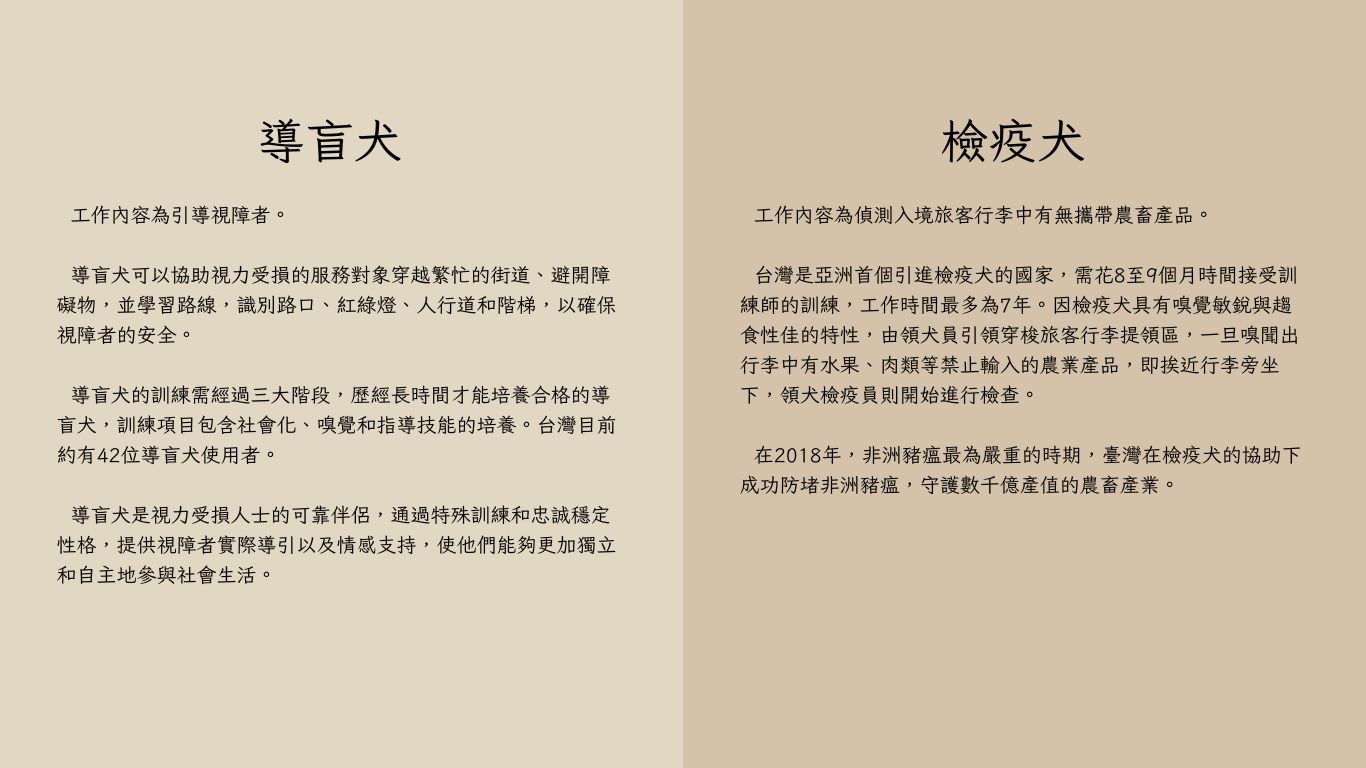 導盲犬
工作內容為引導視障者。
導盲犬可以協助視力受損的服務對象穿越繁忙的街道、避開障
礙物，並學習路線，識別路口、紅綠燈、人行道和階梯，以確保
視障者的安全。
導盲犬的訓練需經過三大階段，歷經長時間才能培養合格的導
盲犬，訓練項目包含社會化、嗅覺和指導技能的培養。台灣目前
約有42位導盲犬使用者。
導盲犬是視力受損人士的可靠伴侶，通過特殊訓練和忠誠穩定
性格，提供視障者實際導引以及情感支持，使他們能夠更加獨立
和自主地參與社會生活。
檢疫犬
工作內容為偵測入境旅客行李中有無攜帶農畜產品。
台灣是亞洲首個引進檢疫犬的國家，需花8至9個月時間接受訓
練師的訓練，工作時間最多為7年。因檢疫犬具有嗅覺敏銳與趨
食性佳的特性，由領犬員引領穿梭旅客行李提領區，一旦嗅聞出
行李中有水果、肉類等禁止輸入的農業產品，即挨近行李旁坐
下，領犬檢疫員則開始進行檢查。
在2018年，非洲豬瘟最為嚴重的時期，臺灣在檢疫犬的協助下
成功防堵非洲豬瘟，守護數千億產值的農畜產業。